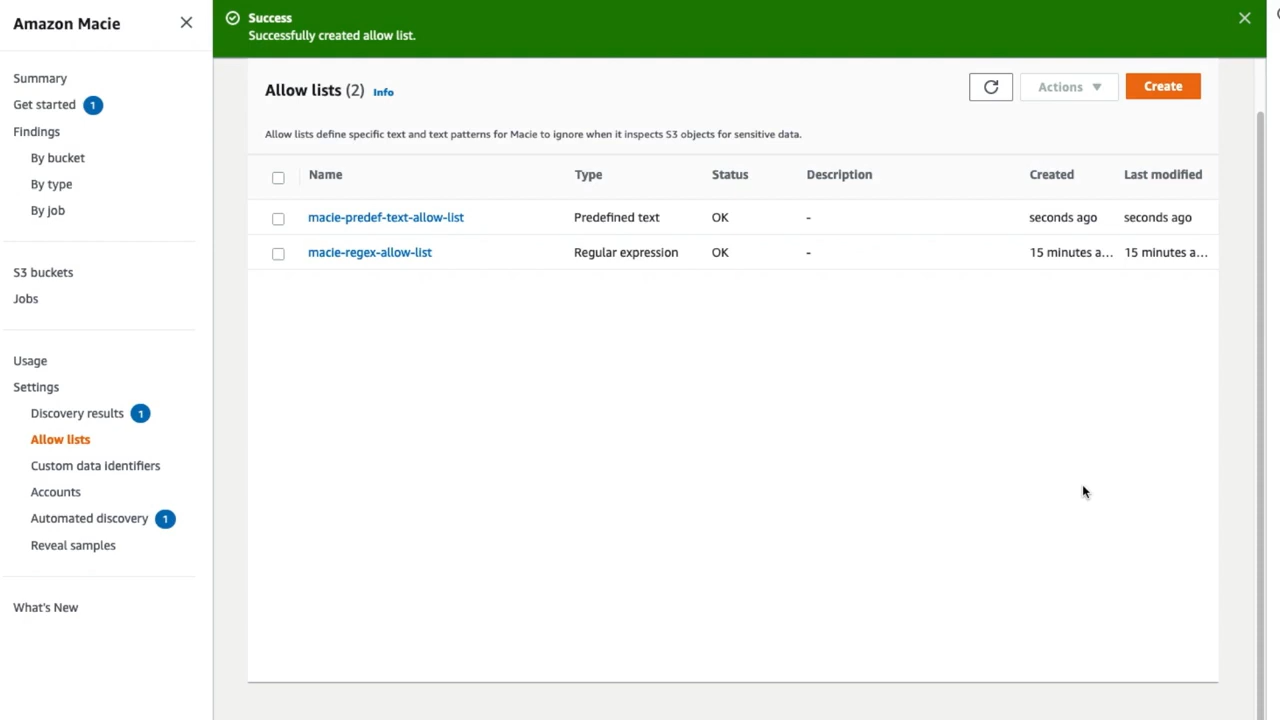 Amazon Macie
Summary
Get started 1
Findings
By bucket
By type
By job
S3 buckets
Jobs
Usage
Settings
Discovery results 1
Allow lists
Custom data identifiers
Accounts
Automated discovery 1
Reveal samples
What's New
Success
Successfully created allow list.
Allow lists (2) Info
Actions
Create
Allow lists define specific text and text patterns for Macie to ignore when it inspects S3 objects for sensitive data.
Name Type Status Description Created Last modified
macie-predef-text-allow-list Predefined text OK - seconds ago seconds ago
macie-regex-allow-list Regular expression OK - 15 minutes a... 15 minutes a...